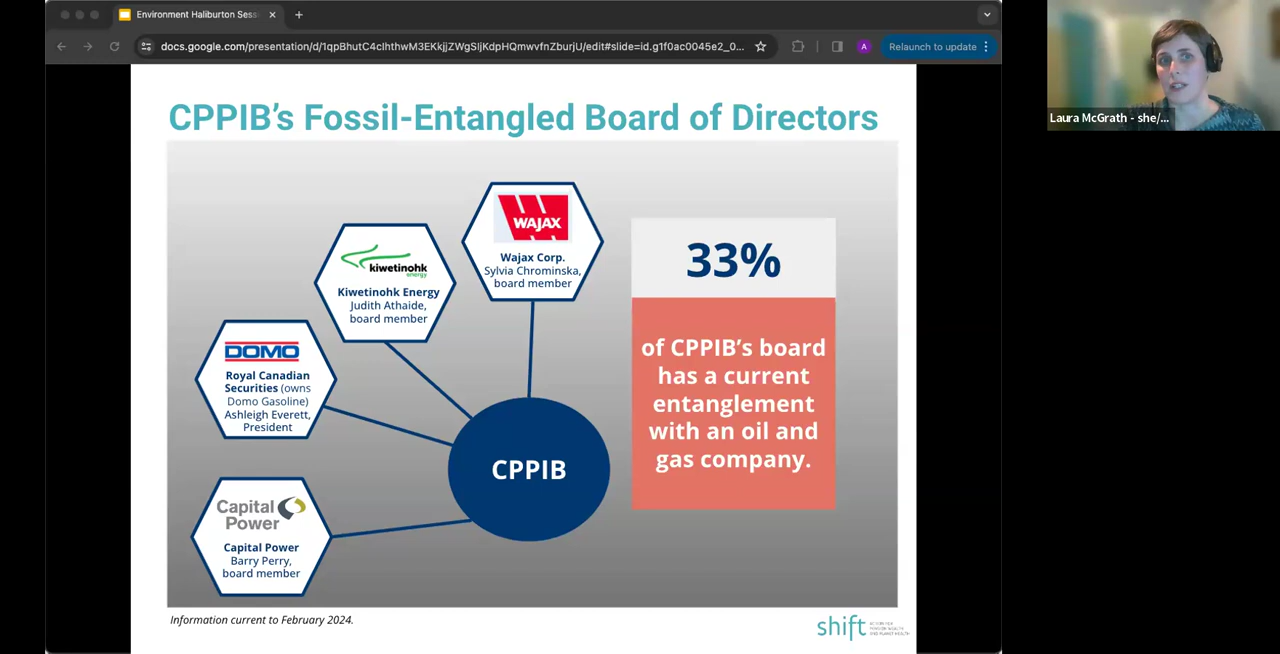 Environment Haliburton Sess
docs.google.com/presentation/d/1qpBhutC4cIhthwM3EKkjjZWgSIjKdpHQmwvfnZburjU/edit#slide=id.g1f0ac0045e2_0...
A
Relaunch to update
Laura McGrath - she/...
CPPIB's Fossil-Entangled Board of Directors
WAJAX
Wajax Corp.
Sylvia Chrominska,
board member
kiwetinohk
energy
Kiwetinohk Energy
Judith Athaide,
board member
DOMO
Royal Canadian
Securities (owns
Domo Gasoline)
Ashleigh Everett,
President
Capital
Power
Capital Power
Barry Perry,
board member
CPPIB
33%
of CPPIB's board
has a current
entanglement
with an oil and
gas company.
Information current to February 2024.
shift